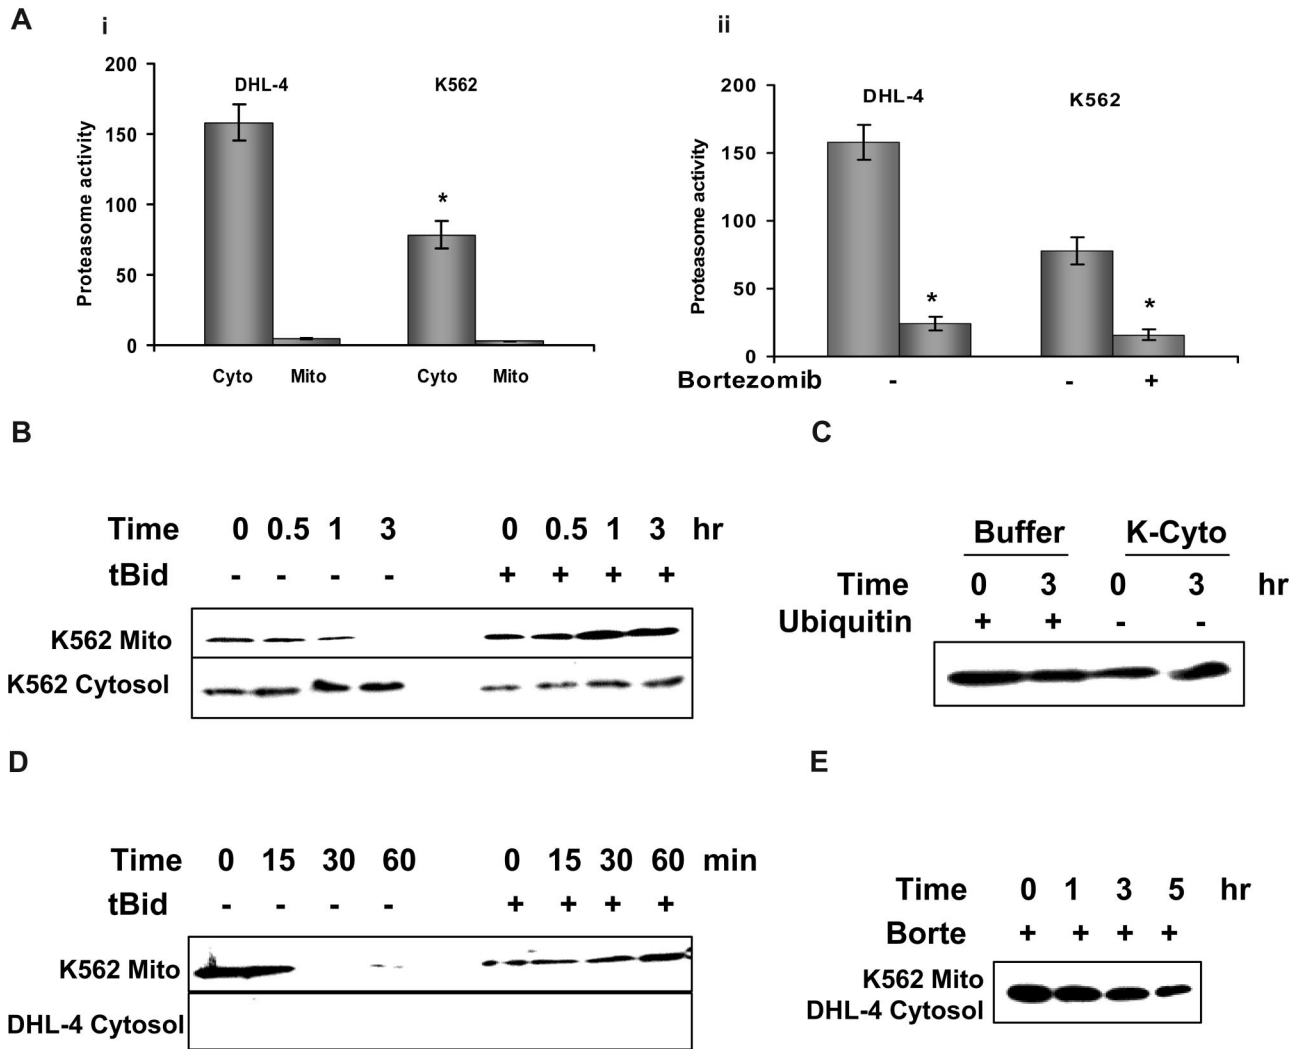 A
i
200
150
100
50
0
Proteasome activity
DHL-4
K562
*
Cyto Mito Cyto Mito
ii
200
150
100
50
0
Proteasome activity
DHL-4
K562
*
*
Bortezomib - - +
B
Time 0 0.5 1 3 0 0.5 1 3 hr
tBid - - - - + + + +
K562 Mito
K562 Cytosol
C
Buffer K-Cyto
Time 0 3 0 3 hr
Ubiquitin + + - -
D
Time 0 15 30 60 0 15 30 60 min
tBid - - - - + + + +
K562 Mito
DHL-4 Cytosol
E
Time 0 1 3 5 hr
Borte + + + +
K562 Mito
DHL-4 Cytosol